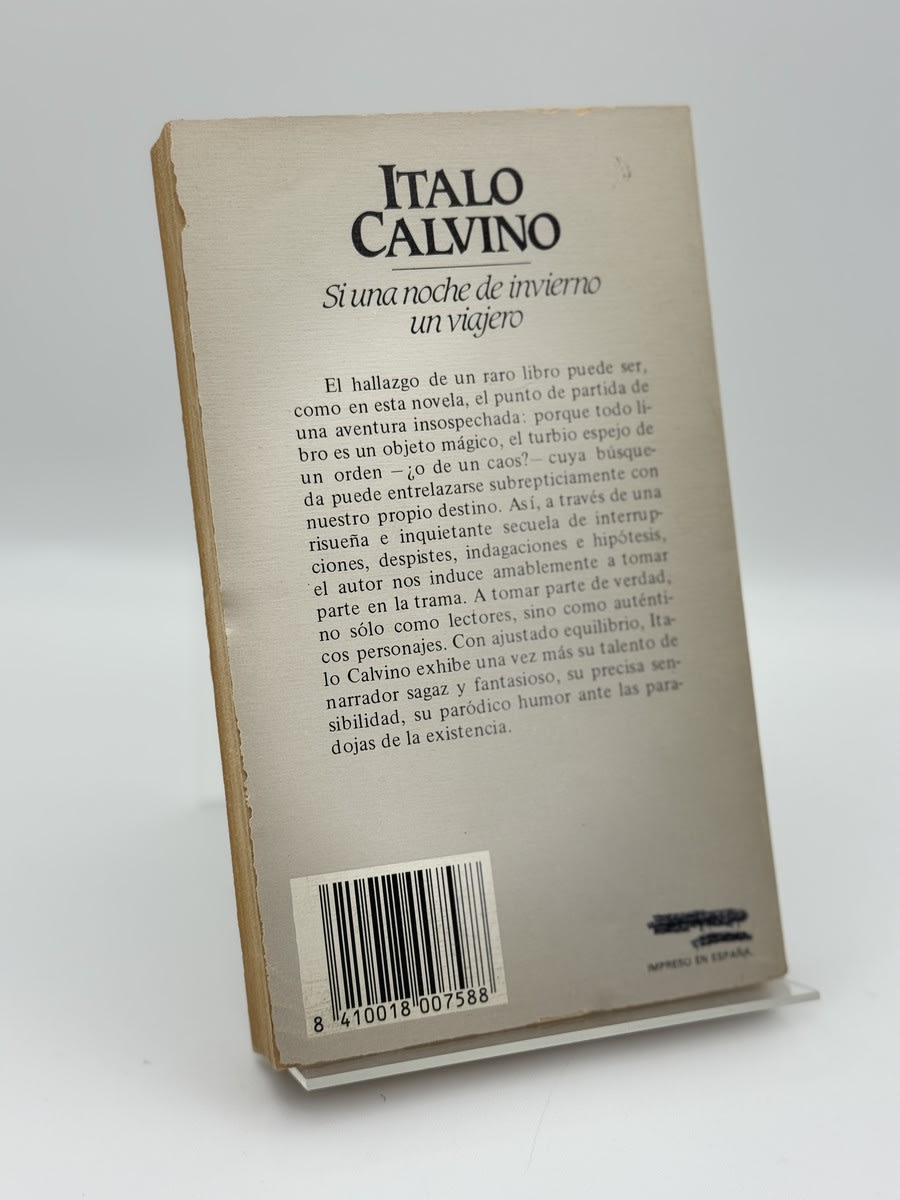 ITALO
CALVINO
Si una noche de invierno
un viajero
El hallazgo de un raro libro puede ser,
como en esta novela, el punto de partida de
una aventura insospechada: porque todo li-
bro es un objeto mágico, el turbio espejo de
un orden —¿o de un caos?— cuya búsque-
da puede entrelazarse subrepticiamente con
nuestro propio destino. Así, a través de una
risueña e inquietante secuela de interrup-
ciones, despistes, indagaciones e hipótesis,
el autor nos induce amablemente a tomar
parte en la trama. A tomar parte de verdad,
no sólo como lectores, sino como auténti-
cos personajes. Con ajustado equilibrio, Ita-
lo Calvino exhibe una vez más su talento de
narrador sagaz y fantasioso, su precisa sen-
sibilidad, su paródico humor ante las para-
dojas de la existencia.
8 410018 007588
IMPRESO EN ESPAÑA.